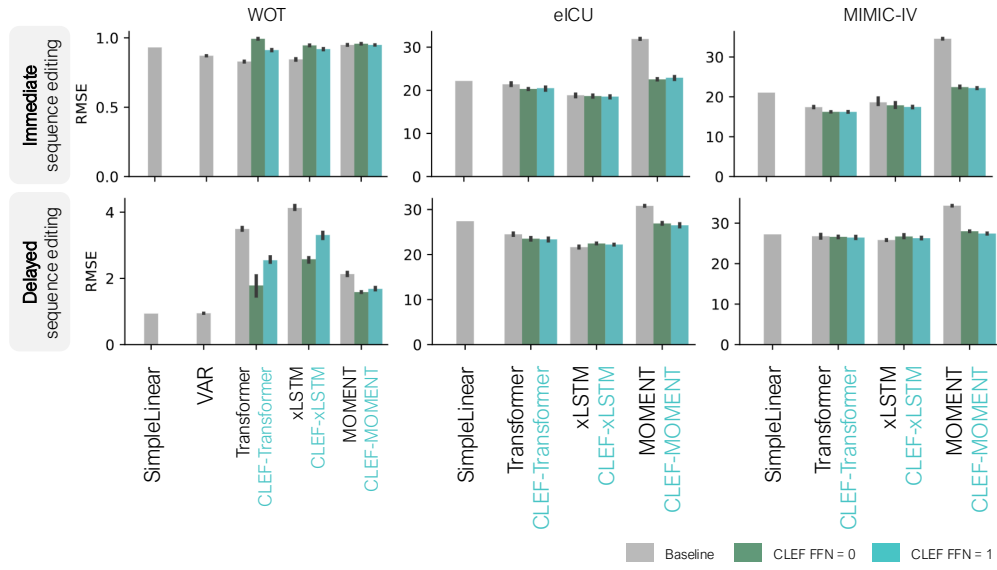 WOT
eICU
MIMIC-IV
Immediate
sequence editing
RMSE
1.0
0.5
0.0
30
20
10
0
30
20
10
0
Delayed
sequence editing
RMSE
4
2
0
30
20
10
0
30
20
10
0
SimpleLinear
VAR
Transformer
CLEF-Transformer
xLSTM
CLEF-xLSTM
MOMENT
CLEF-MOMENT
SimpleLinear
Transformer
CLEF-Transformer
xLSTM
CLEF-xLSTM
MOMENT
CLEF-MOMENT
SimpleLinear
Transformer
CLEF-Transformer
xLSTM
CLEF-xLSTM
MOMENT
CLEF-MOMENT
Baseline
CLEF FFN = 0
CLEF FFN = 1